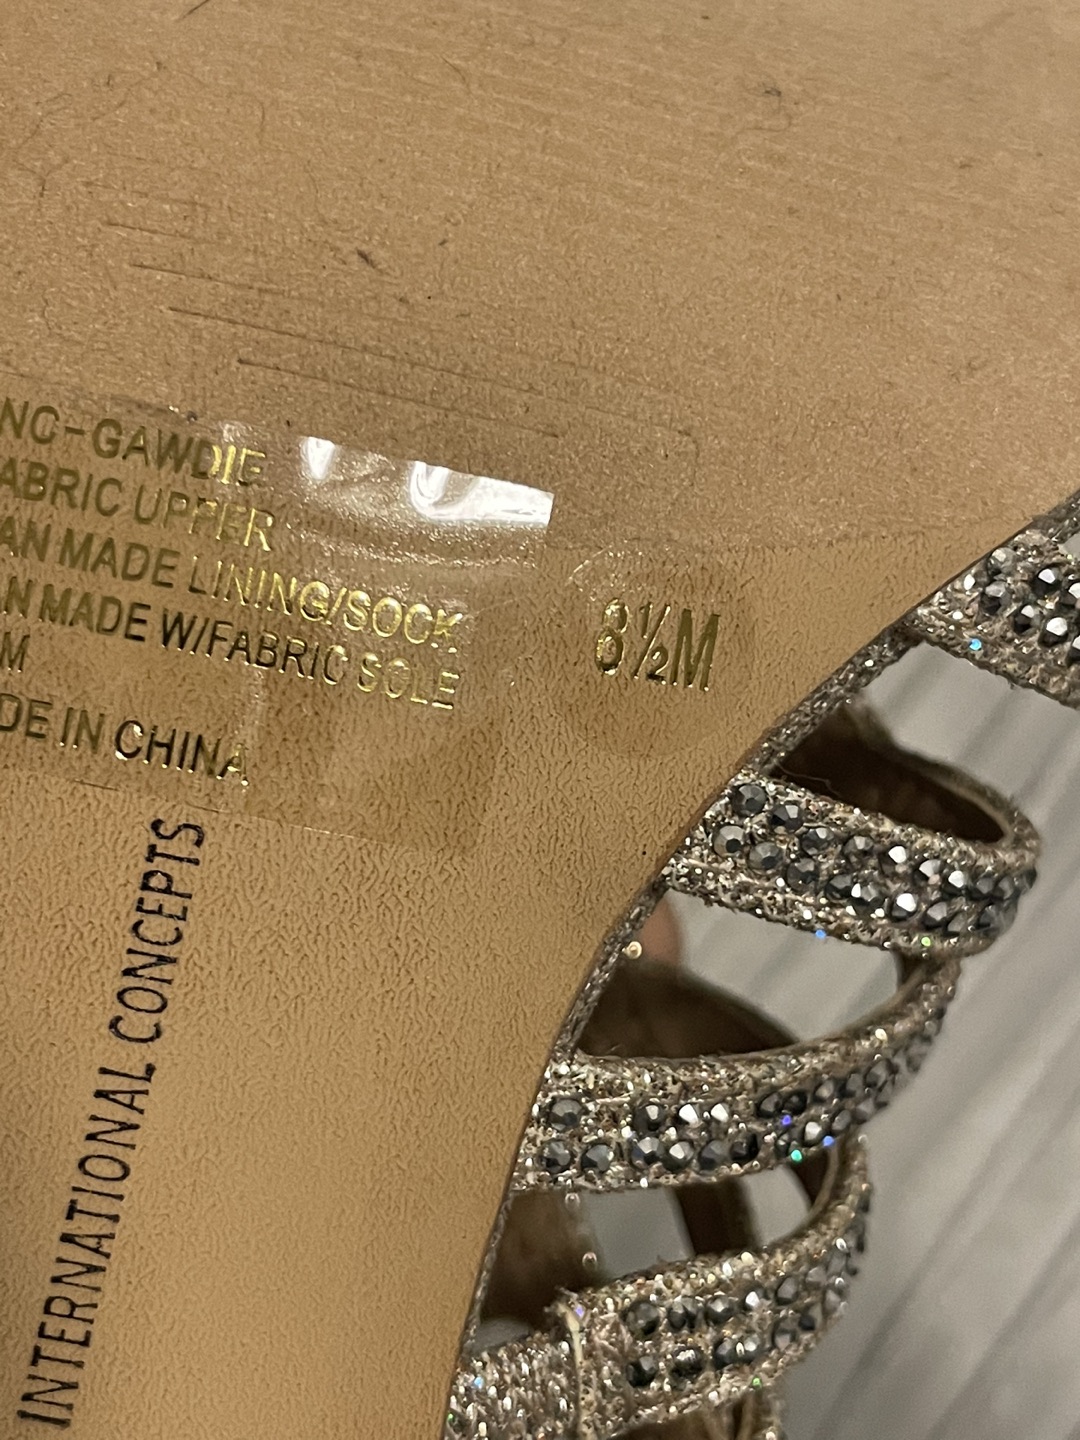 NC-GAWDIE
ABRIC UPPER
AN MADE LINING/SOCK
AN MADE W/FABRIC SOLE
M
DE IN CHINA
8½M
INTERNATIONAL CONCEPTS